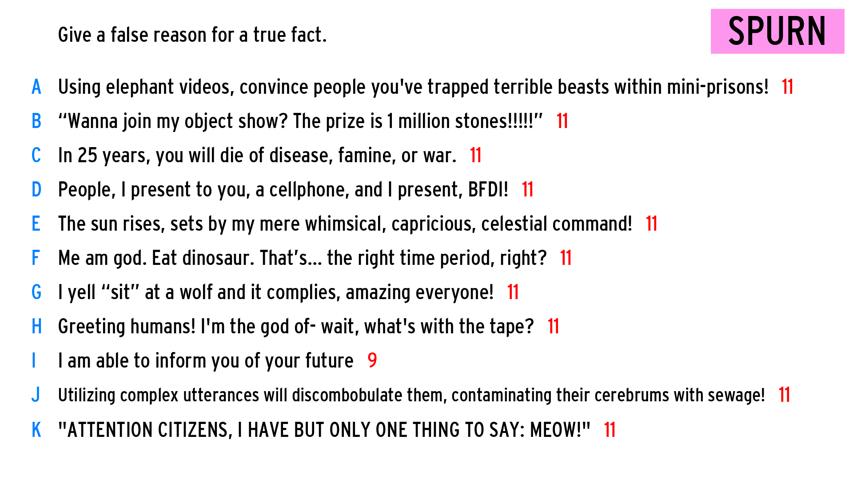 Give a false reason for a true fact.
SPURN
A Using elephant videos, convince people you've trapped terrible beasts within mini-prisons! 11
B “Wanna join my object show? The prize is 1 million stones!!!!!” 11
C In 25 years, you will die of disease, famine, or war. 11
D People, I present to you, a cellphone, and I present, BFDI! 11
E The sun rises, sets by my mere whimsical, capricious, celestial command! 11
F Me am god. Eat dinosaur. That’s... the right time period, right? 11
G I yell “sit” at a wolf and it complies, amazing everyone! 11
H Greeting humans! I'm the god of- wait, what's with the tape? 11
I I am able to inform you of your future 9
J Utilizing complex utterances will discombobulate them, contaminating their cerebrums with sewage! 11
K "ATTENTION CITIZENS, I HAVE BUT ONLY ONE THING TO SAY: MEOW!" 11